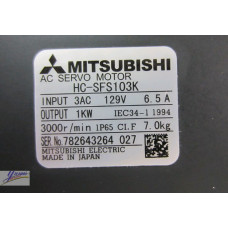 MITSUBISHI
AC SERVO MOTOR
HC-SFS103K
INPUT 3AC 129V 6.5A
OUTPUT 1KW IEC34-1 1994
3000r/min IP65 CI.F 7.0kg
SER.No 782643264 027
MITSUBISHI ELECTRIC
MADE IN JAPAN